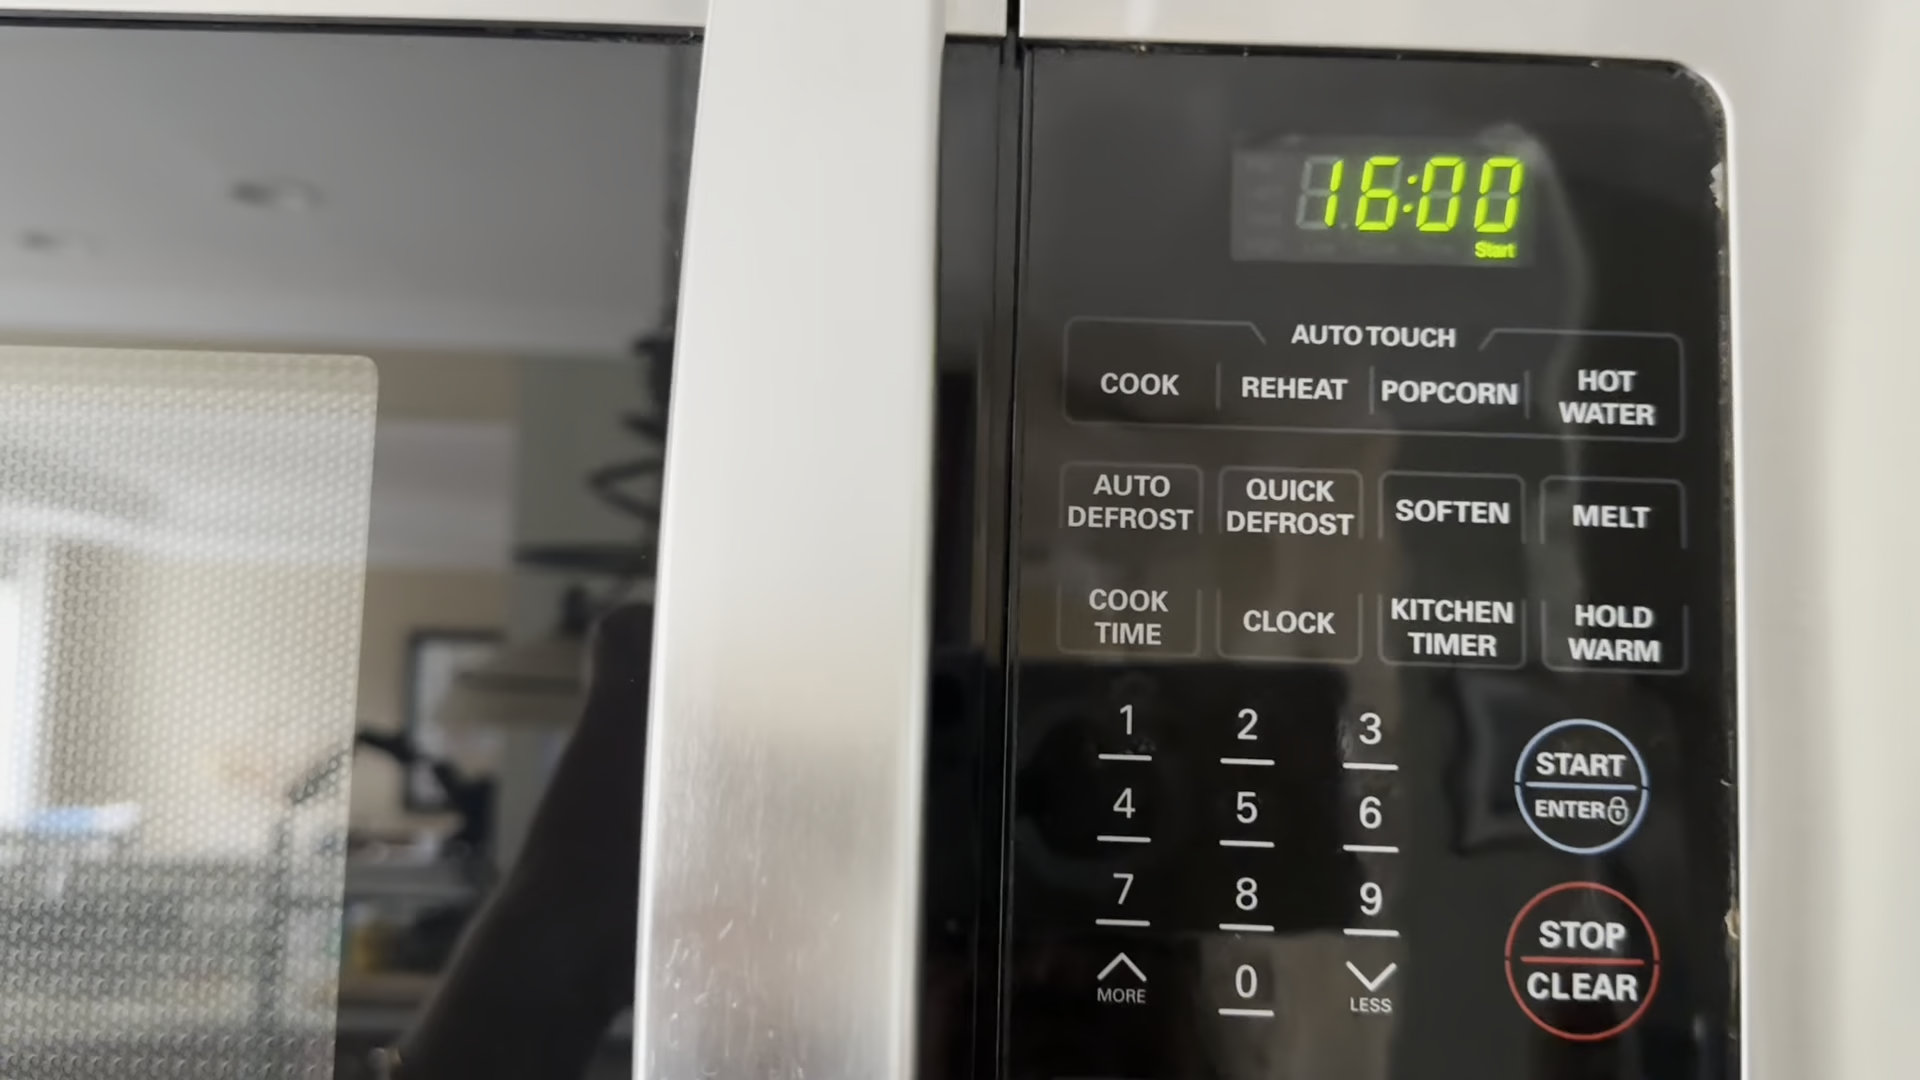 16:00
Start
AUTO TOUCH
COOK REHEAT POPCORN HOT WATER
AUTO DEFROST QUICK DEFROST SOFTEN MELT
COOK TIME CLOCK KITCHEN TIMER HOLD WARM
1 2 3
START
4 5 6
ENTER
7 8 9
STOP
CLEAR
MORE 0 LESS